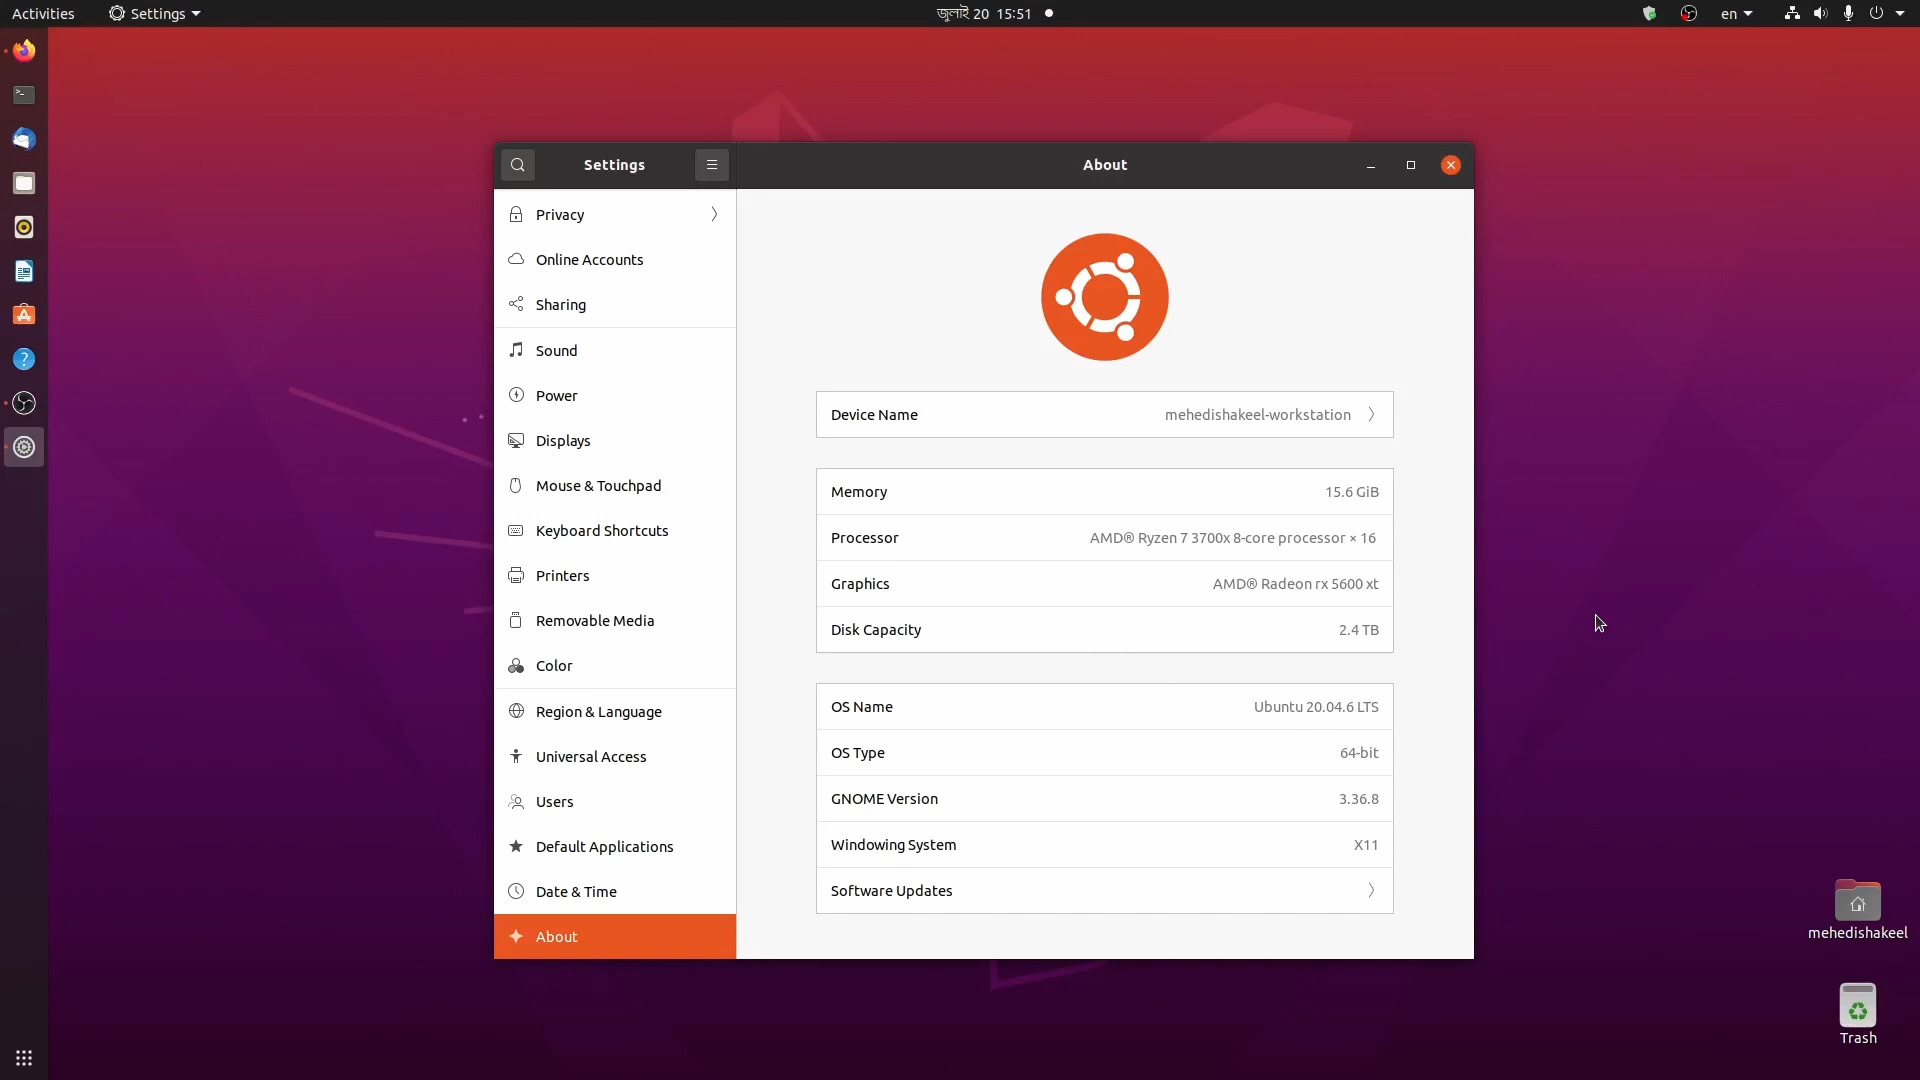 Activities
Settings
জুলাই 20 15:51
en
Settings
About
Privacy
Online Accounts
Sharing
Sound
Power
Displays
Mouse & Touchpad
Keyboard Shortcuts
Printers
Removable Media
Color
Region & Language
Universal Access
Users
Default Applications
Date & Time
About
Device Name mehedishakeel-workstation
Memory 15.6 GiB
Processor AMD® Ryzen 7 3700x 8-core processor × 16
Graphics AMD® Radeon rx 5600 xt
Disk Capacity 2.4 TB
OS Name Ubuntu 20.04.6 LTS
OS Type 64-bit
GNOME Version 3.36.8
Windowing System X11
Software Updates
mehedishakeel
Trash